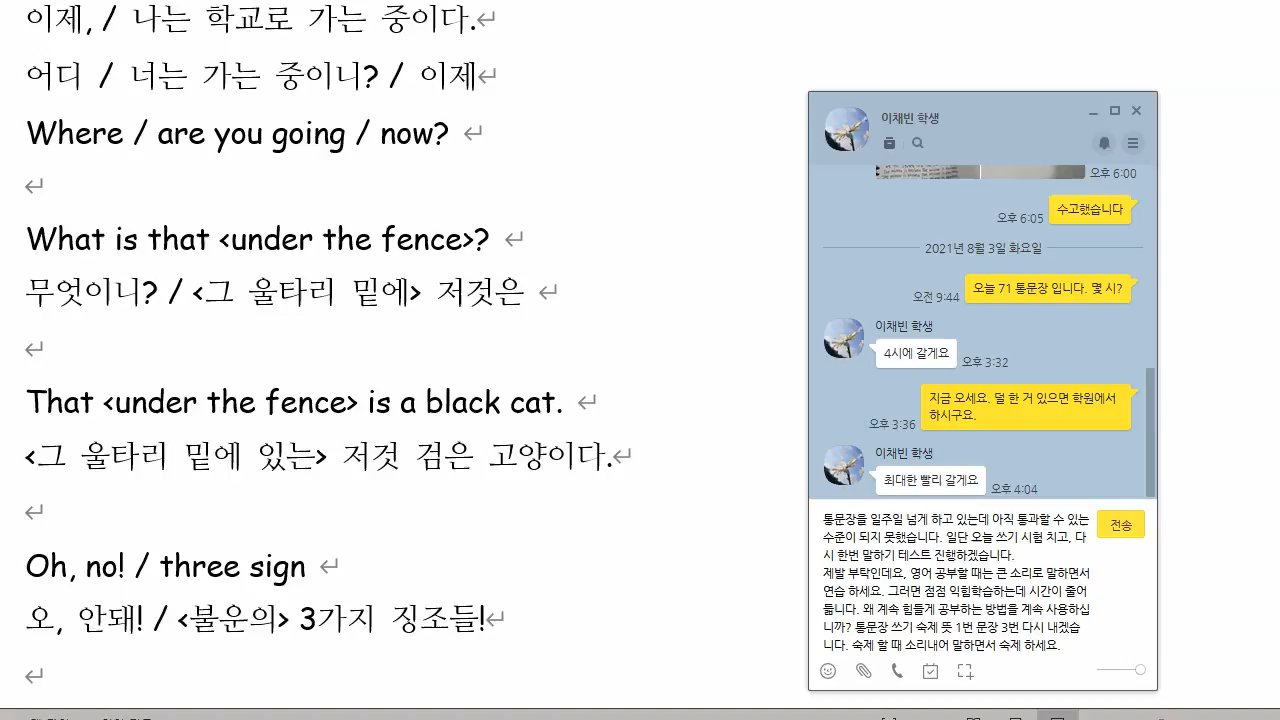 이제, / 나는 학교로 가는 중이다.↵
어디 / 너는 가는 중이니? / 이제↵
Where / are you going / now? ↵
↵
What is that <under the fence>? ↵
무엇이니? / <그 울타리 밑에> 저것은 ↵
↵
That <under the fence> is a black cat. ↵
<그 울타리 밑에 있는> 저것 검은 고양이다.↵
↵
Oh, no! / three sign ↵
오, 안돼! / <불운의> 3가지 징조들!↵
↵
이채빈 학생
오후 6:00
수고했습니다
오후 6:05
2021년 8월 3일 화요일
오늘 71 통문장 입니다. 몇 시?
오전 9:44
이채빈 학생
4시에 갈게요
오후 3:32
지금 오세요. 덜 한 거 있으면 학원에서
하시구요.
오후 3:36
이채빈 학생
최대한 빨리 갈게요
오후 4:04
통문장을 일주일 넘게 하고 있는데 아직 통과할 수 있는
수준이 되지 못했습니다. 일단 오늘 쓰기 시험 치고, 다
시 한번 말하기 테스트 진행하겠습니다.
제발 부탁인데요, 영어 공부할 때는 큰 소리로 말하면서
연습 하세요. 그러면 점점 익힘학습하는데 시간이 줄어
듭니다. 왜 계속 힘들게 공부하는 방법을 계속 사용하십
니까? 통문장 쓰기 숙제 뜻 1번 문장 3번 다시 내겠습
니다. 숙제 할 때 소리내어 말하면서 숙제 하세요.
전송